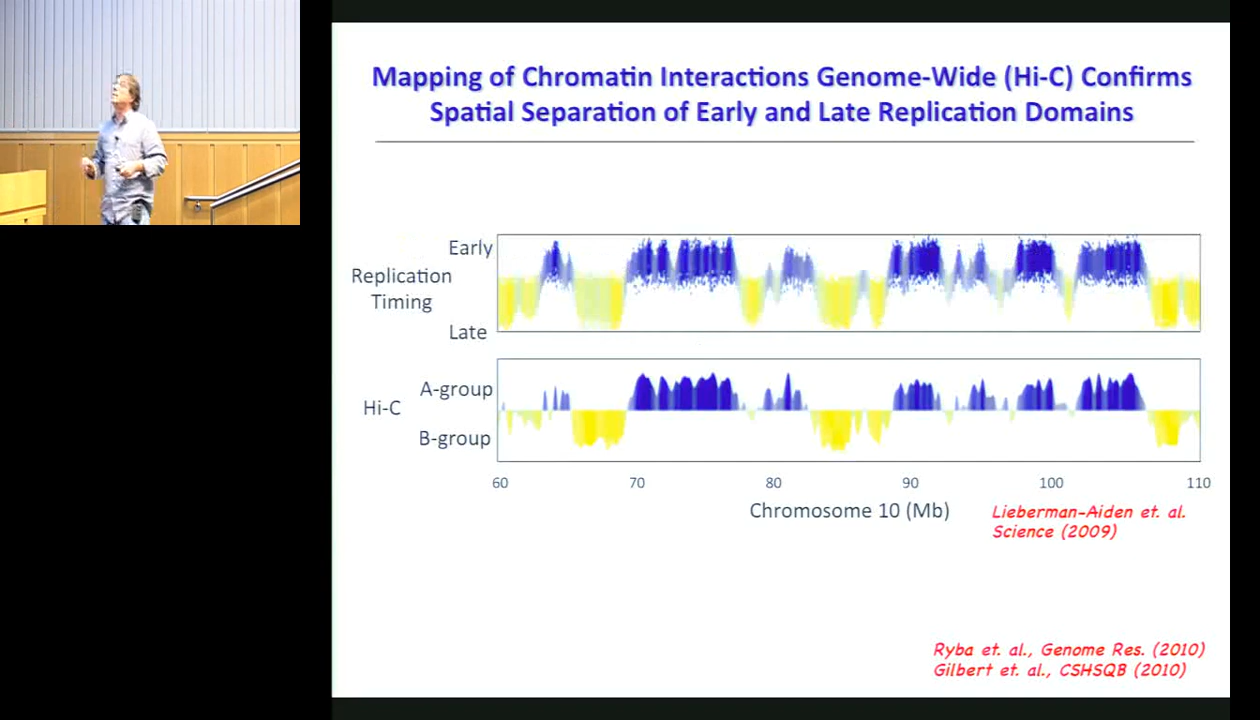 Mapping of Chromatin Interactions Genome-Wide (Hi-C) Confirms
Spatial Separation of Early and Late Replication Domains
Early
Replication
Timing
Late
A-group
Hi-C
B-group
60 70 80 90 100 110
Chromosome 10 (Mb)
Lieberman-Aiden et. al.
Science (2009)
Ryba et. al., Genome Res. (2010)
Gilbert et. al., CSHSQB (2010)